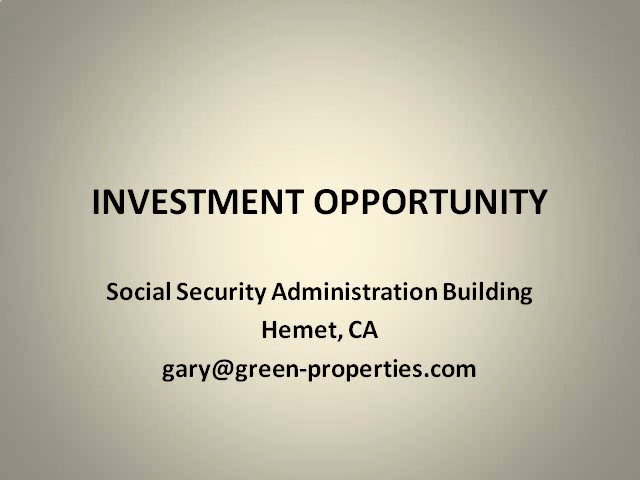 INVESTMENT OPPORTUNITY
Social Security Administration Building
Hemet, CA
gary@green-properties.com